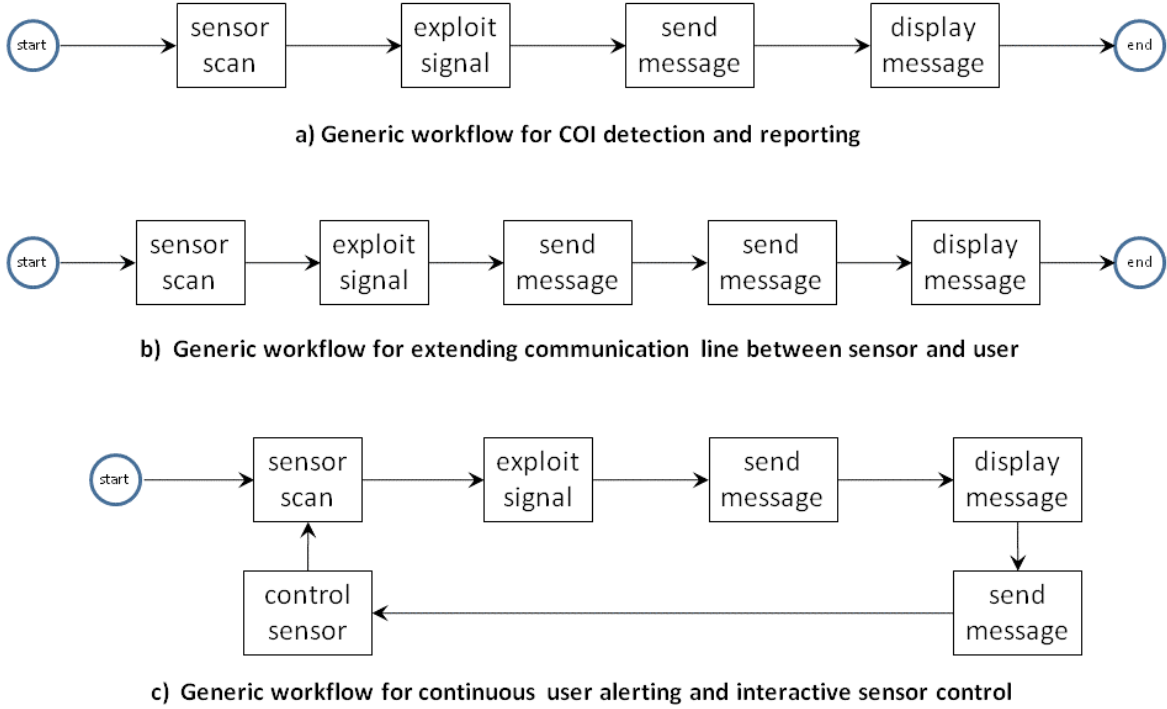 start
sensor
scan
exploit
signal
send
message
display
message
end
a) Generic workflow for COI detection and reporting
start
sensor
scan
exploit
signal
send
message
send
message
display
message
end
b) Generic workflow for extending communication line between sensor and user
start
sensor
scan
exploit
signal
send
message
display
message
control
sensor
send
message
c) Generic workflow for continuous user alerting and interactive sensor control